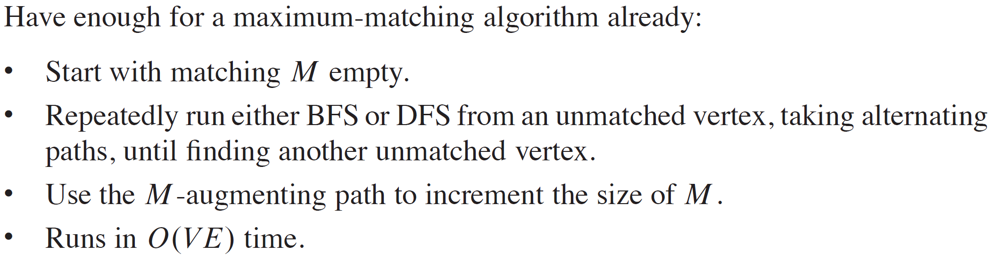 Have enough for a maximum-matching algorithm already:
• Start with matching M empty.
• Repeatedly run either BFS or DFS from an unmatched vertex, taking alternating
paths, until finding another unmatched vertex.
• Use the M-augmenting path to increment the size of M.
• Runs in O(VE) time.